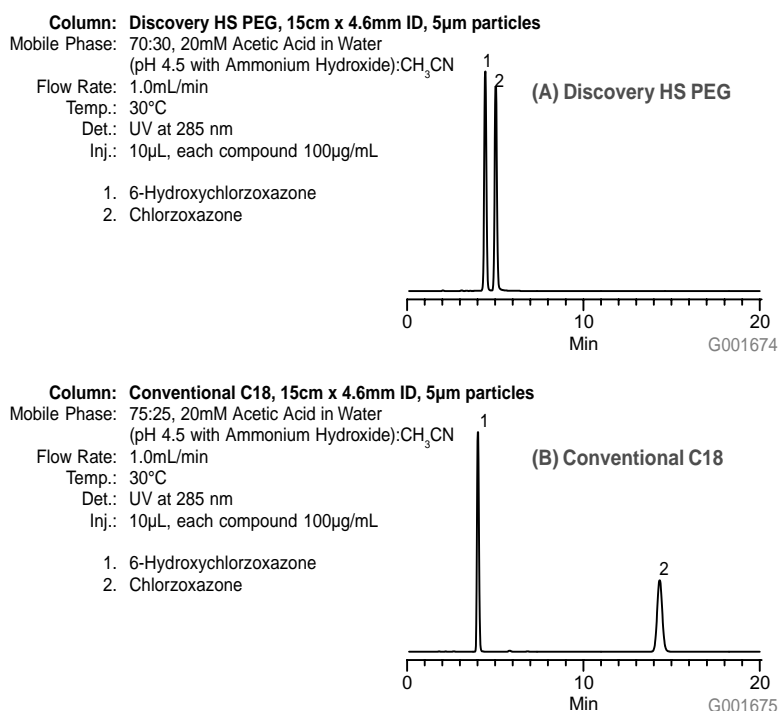 Column: Discovery HS PEG, 15cm x 4.6mm ID, 5µm particles
Mobile Phase: 70:30, 20mM Acetic Acid in Water
(pH 4.5 with Ammonium Hydroxide):CH3CN
Flow Rate: 1.0mL/min
Temp.: 30°C
Det.: UV at 285 nm
Inj.: 10µL, each compound 100µg/mL
1. 6-Hydroxychlorzoxazone
2. Chlorzoxazone
1
2
(A) Discovery HS PEG
0 10 20
Min
G001674
Column: Conventional C18, 15cm x 4.6mm ID, 5µm particles
Mobile Phase: 75:25, 20mM Acetic Acid in Water
(pH 4.5 with Ammonium Hydroxide):CH3CN
Flow Rate: 1.0mL/min
Temp.: 30°C
Det.: UV at 285 nm
Inj.: 10µL, each compound 100µg/mL
1. 6-Hydroxychlorzoxazone
2. Chlorzoxazone
1
(B) Conventional C18
2
0 10 20
Min
G001675